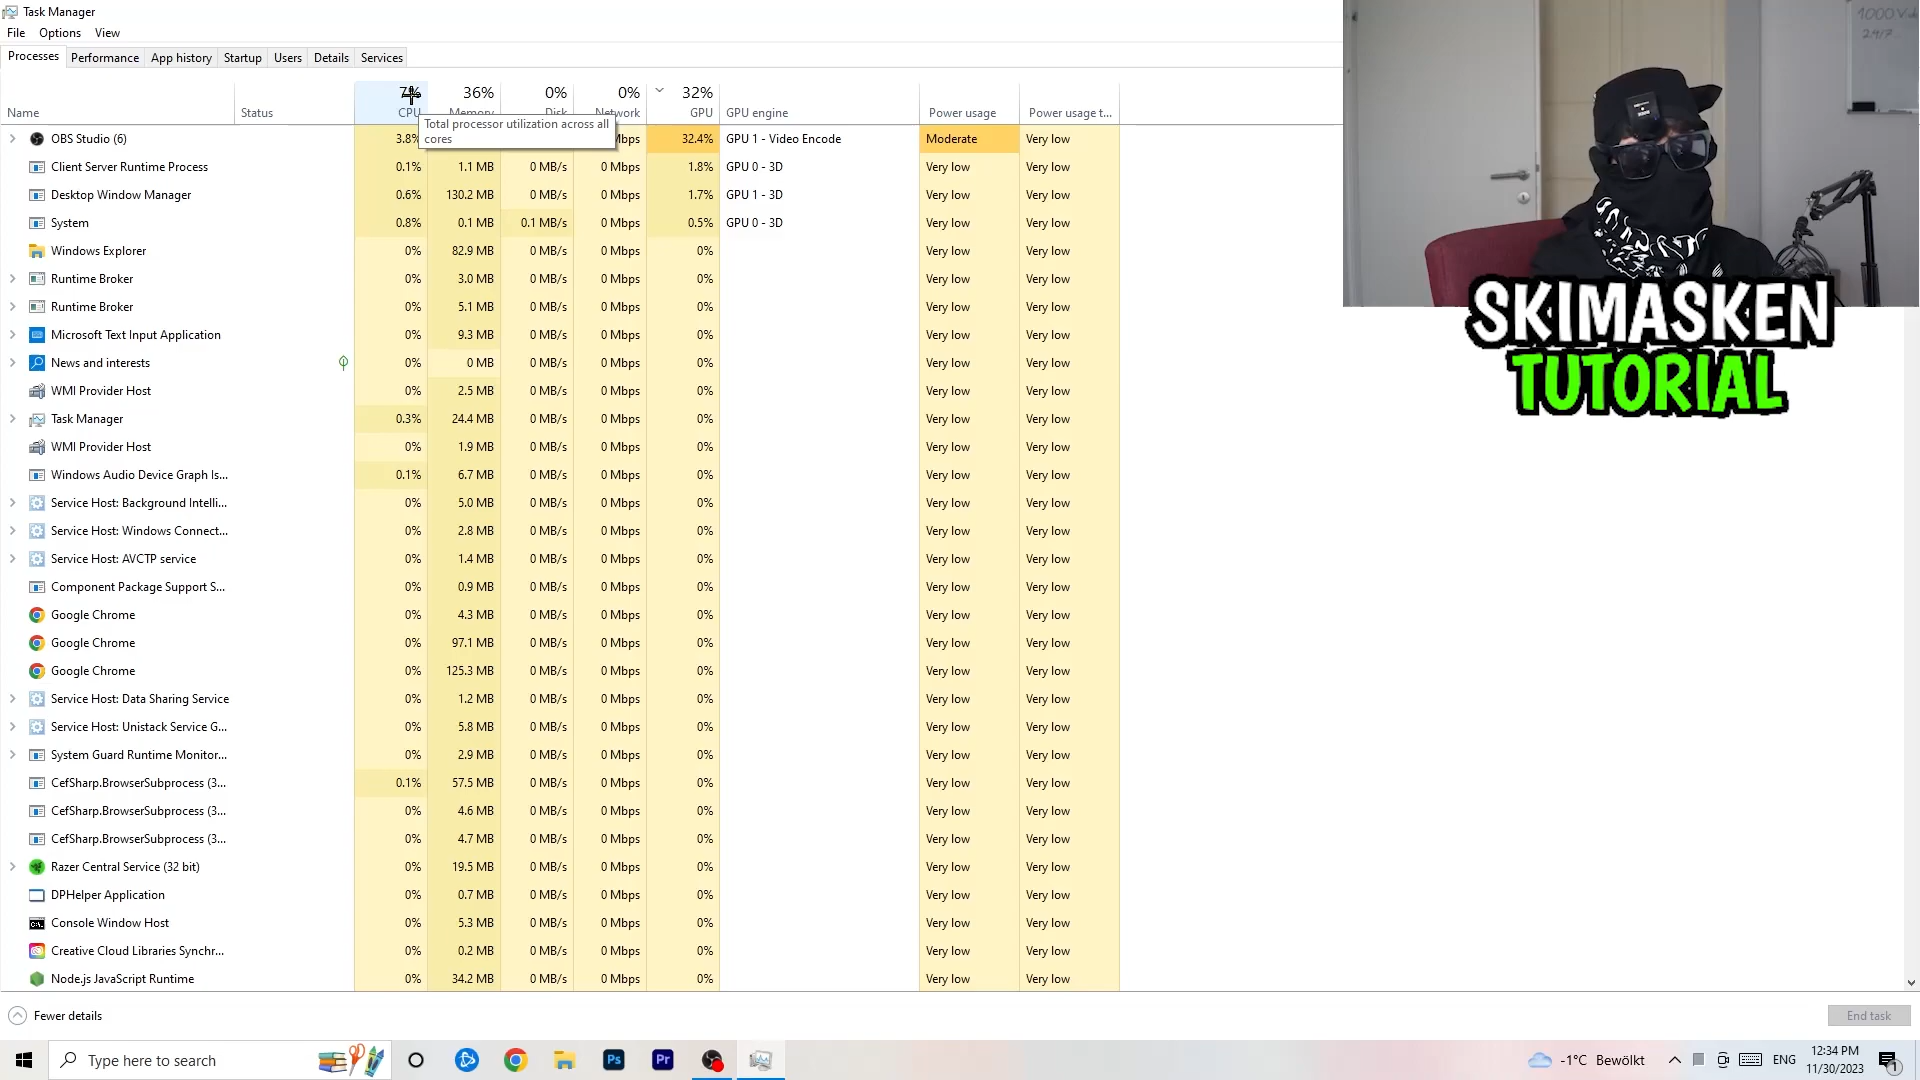 Task Manager
File Options View
Processes Performance App history Startup Users Details Services
7% 36% 0% 0% 32%
Name Status CPU Memory Disk Network GPU GPU engine Power usage Power usage t...
Total processor utilization across all
cores
OBS Studio (6) 3.8% Mbps 32.4% GPU 1 - Video Encode Moderate Very low
Client Server Runtime Process 0.1% 1.1 MB 0 MB/s 0 Mbps 1.8% GPU 0 - 3D Very low Very low
Desktop Window Manager 0.6% 130.2 MB 0 MB/s 0 Mbps 1.7% GPU 1 - 3D Very low Very low
System 0.8% 0.1 MB 0.1 MB/s 0 Mbps 0.5% GPU 0 - 3D Very low Very low
Windows Explorer 0% 82.9 MB 0 MB/s 0 Mbps 0% Very low Very low
Runtime Broker 0% 3.0 MB 0 MB/s 0 Mbps 0% Very low Very low
Runtime Broker 0% 5.1 MB 0 MB/s 0 Mbps 0% Very low Very low
Microsoft Text Input Application 0% 9.3 MB 0 MB/s 0 Mbps 0% Very low Very low
News and interests 0% 0 MB 0 MB/s 0 Mbps 0% Very low Very low
WMI Provider Host 0% 2.5 MB 0 MB/s 0 Mbps 0% Very low Very low
Task Manager 0.3% 24.4 MB 0 MB/s 0 Mbps 0% Very low Very low
WMI Provider Host 0% 1.9 MB 0 MB/s 0 Mbps 0% Very low Very low
Windows Audio Device Graph Is... 0.1% 6.7 MB 0 MB/s 0 Mbps 0% Very low Very low
Service Host: Background Intelli... 0% 5.0 MB 0 MB/s 0 Mbps 0% Very low Very low
Service Host: Windows Connect... 0% 2.8 MB 0 MB/s 0 Mbps 0% Very low Very low
Service Host: AVCTP service 0% 1.4 MB 0 MB/s 0 Mbps 0% Very low Very low
Component Package Support S... 0% 0.9 MB 0 MB/s 0 Mbps 0% Very low Very low
Google Chrome 0% 4.3 MB 0 MB/s 0 Mbps 0% Very low Very low
Google Chrome 0% 97.1 MB 0 MB/s 0 Mbps 0% Very low Very low
Google Chrome 0% 125.3 MB 0 MB/s 0 Mbps 0% Very low Very low
Service Host: Data Sharing Service 0% 1.2 MB 0 MB/s 0 Mbps 0% Very low Very low
Service Host: Unistack Service G... 0% 5.8 MB 0 MB/s 0 Mbps 0% Very low Very low
System Guard Runtime Monitor... 0% 2.9 MB 0 MB/s 0 Mbps 0% Very low Very low
CefSharp.BrowserSubprocess (3... 0.1% 57.5 MB 0 MB/s 0 Mbps 0% Very low Very low
CefSharp.BrowserSubprocess (3... 0% 4.6 MB 0 MB/s 0 Mbps 0% Very low Very low
CefSharp.BrowserSubprocess (3... 0% 4.7 MB 0 MB/s 0 Mbps 0% Very low Very low
Razer Central Service (32 bit) 0% 19.5 MB 0 MB/s 0 Mbps 0% Very low Very low
DPHelper Application 0% 0.7 MB 0 MB/s 0 Mbps 0% Very low Very low
Console Window Host 0% 5.3 MB 0 MB/s 0 Mbps 0% Very low Very low
Creative Cloud Libraries Synchr... 0% 0.2 MB 0 MB/s 0 Mbps 0% Very low Very low
Node.js JavaScript Runtime 0% 34.2 MB 0 MB/s 0 Mbps 0% Very low Very low
Fewer details End task
1000
24/7
SKIMASKEN
TUTORIAL
Type here to search Ps Pr -1°C Bewölkt ENG 12:34 PM
11/30/2023 1